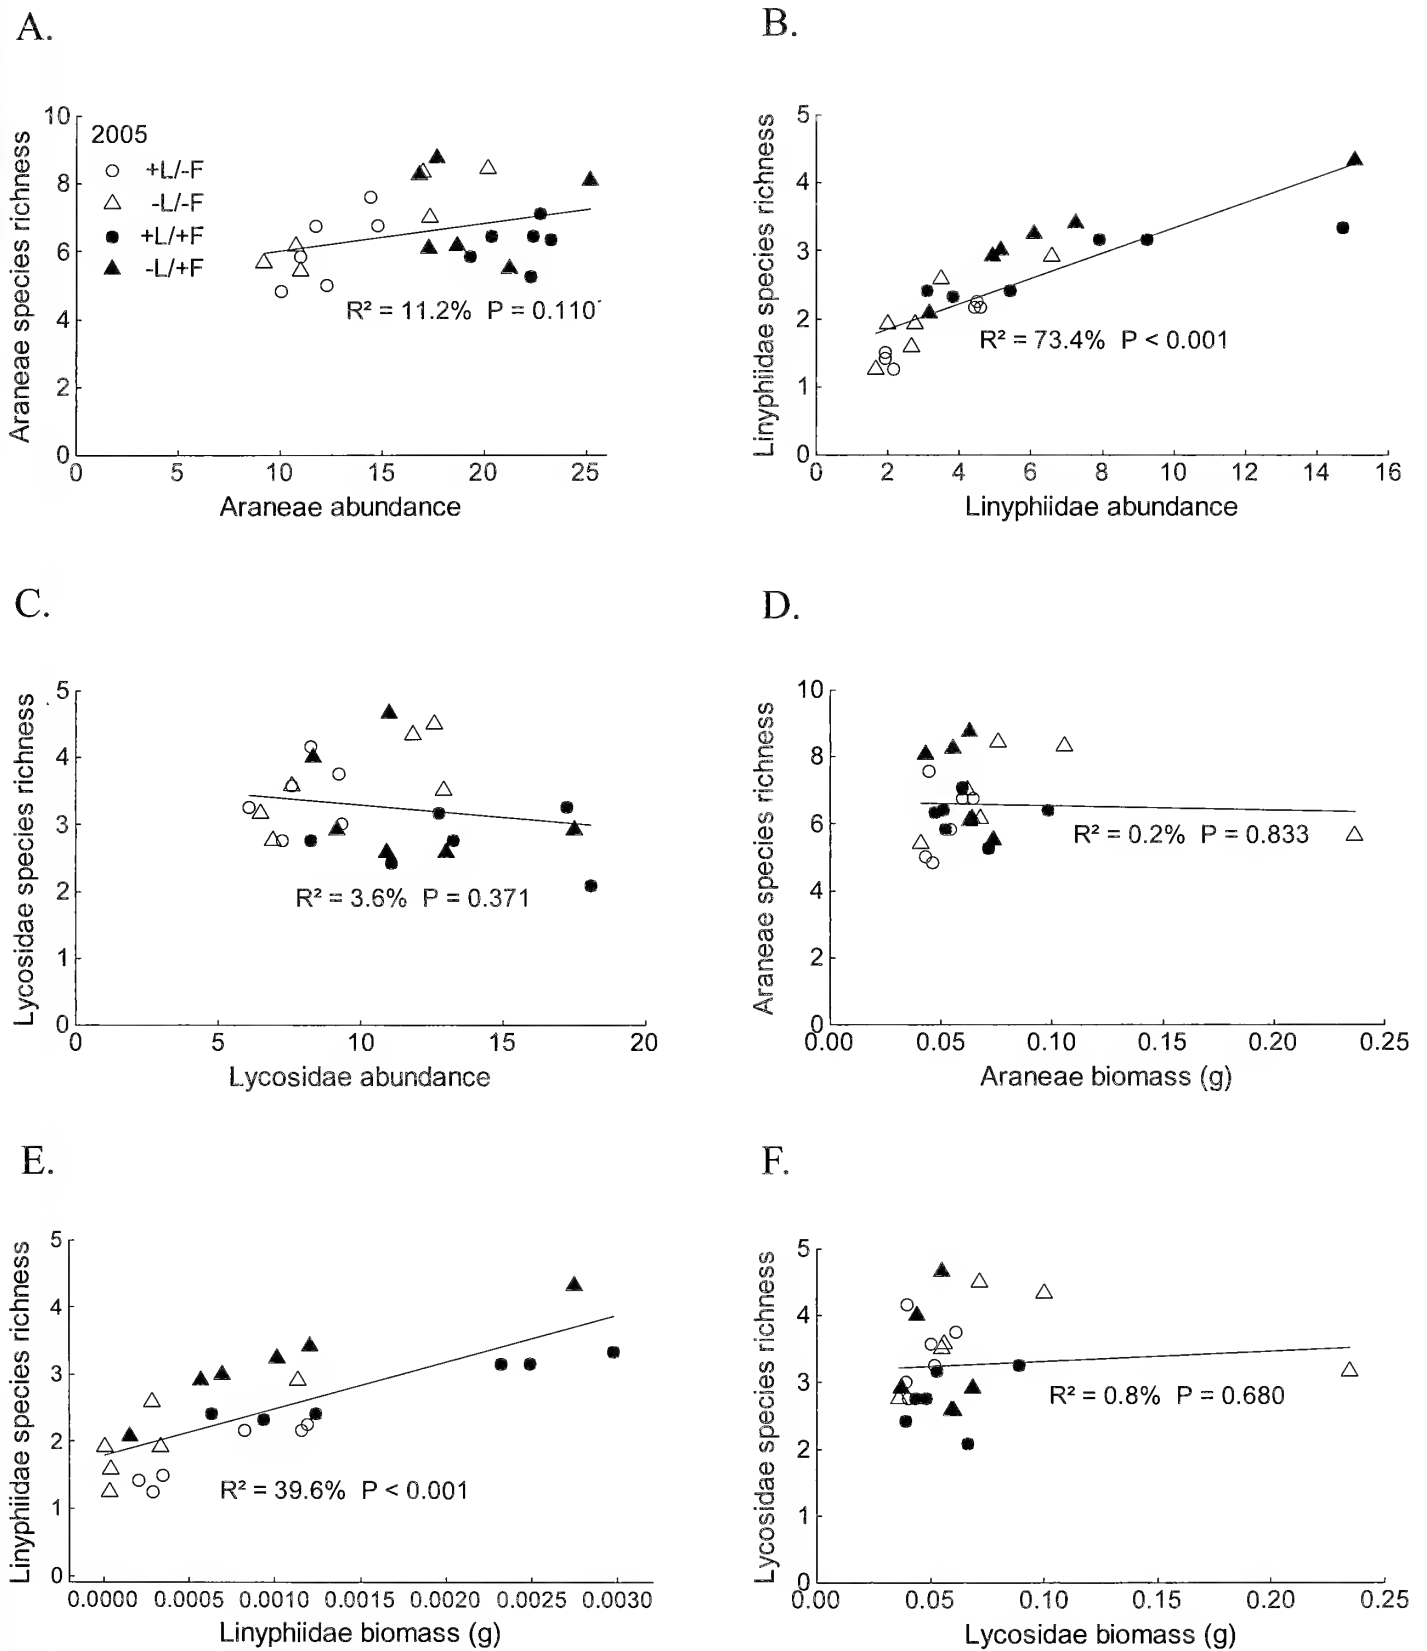 A.
Araneae species richness
10
8
6
4
2
0
2005
+L/-F
-L/-F
+L/+F
-L/+F
R² = 11.2% P = 0.110
0 5 10 15 20 25
Araneae abundance
B.
Linyphiidae species richness
5
4
3
2
1
0
R² = 73.4% P < 0.001
0 2 4 6 8 10 12 14 16
Linyphiidae abundance
C.
Lycosidae species richness
5
4
3
2
1
0
R² = 3.6% P = 0.371
0 5 10 15 20
Lycosidae abundance
D.
Araneae species richness
10
8
6
4
2
0
R² = 0.2% P = 0.833
0.00 0.05 0.10 0.15 0.20 0.25
Araneae biomass (g)
E.
Linyphiidae species richness
5
4
3
2
1
0
R² = 39.6% P < 0.001
0.0000 0.0005 0.0010 0.0015 0.0020 0.0025 0.0030
Linyphiidae biomass (g)
F.
Lycosidae species richness
5
4
3
2
1
0
R² = 0.8% P = 0.680
0.00 0.05 0.10 0.15 0.20 0.25
Lycosidae biomass (g)